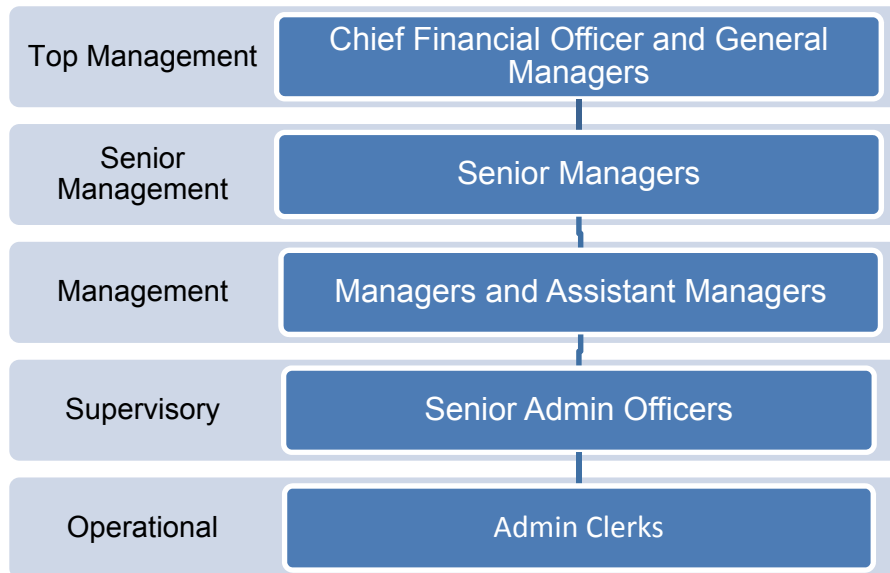 Top Management
Chief Financial Officer and General
Managers
Senior
Management
Senior Managers
Management
Managers and Assistant Managers
Supervisory
Senior Admin Officers
Operational
Admin Clerks